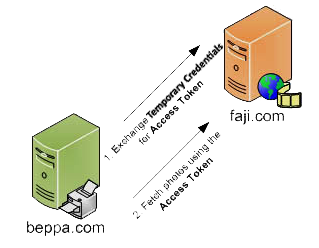 1. Exchange Temporary Credentials
for Access Token
faji.com
2. Fetch photos using the
Access Token
beppa.com